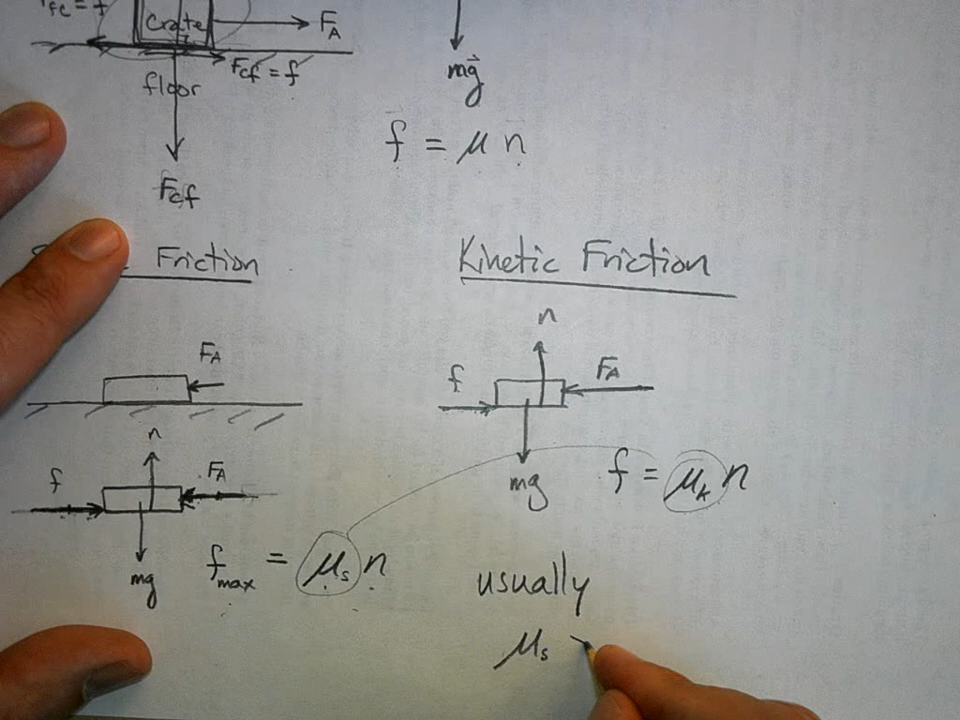 Crate
F_A
F_cf = f
floor
F_cf
mg⃗
f = μ n
Friction
Kinetic Friction
F_A
n
f
F_A
mg
f_max = μ_s n
n
f
F_A
mg
f = μ_k n
usually
μ_s